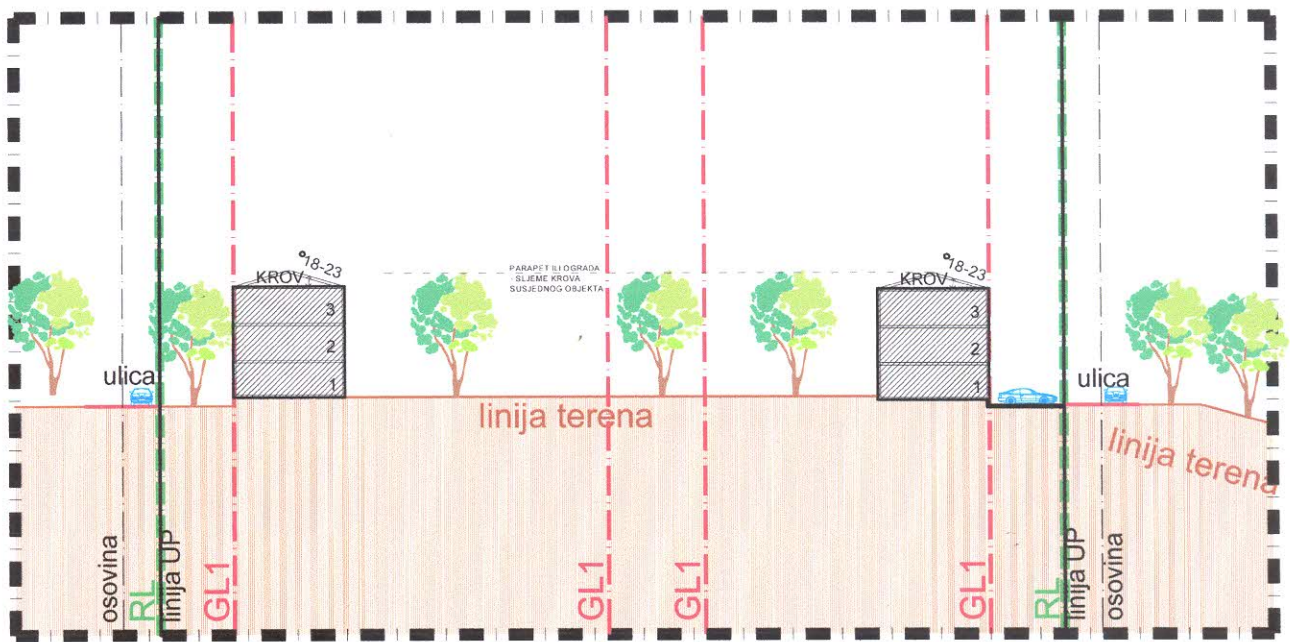 °18-23
KROV
3
2
1
PARAPET ILI OGRADA
SLJEME KROVA
SUSJEDNOG OBJEKTA
°18-23
KROV
3
2
1
ulica
ulica
linija terena
linija terena
osovina
RL
linija UP
GL1
GL1
GL1
GL1
RL
linija UP
osovina